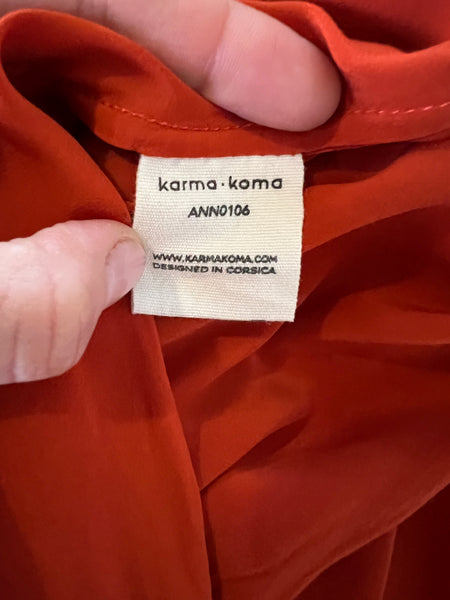 karma·koma
ANN0106
WWW.KARMAKOMA.COM
DESIGNED IN CORSICA